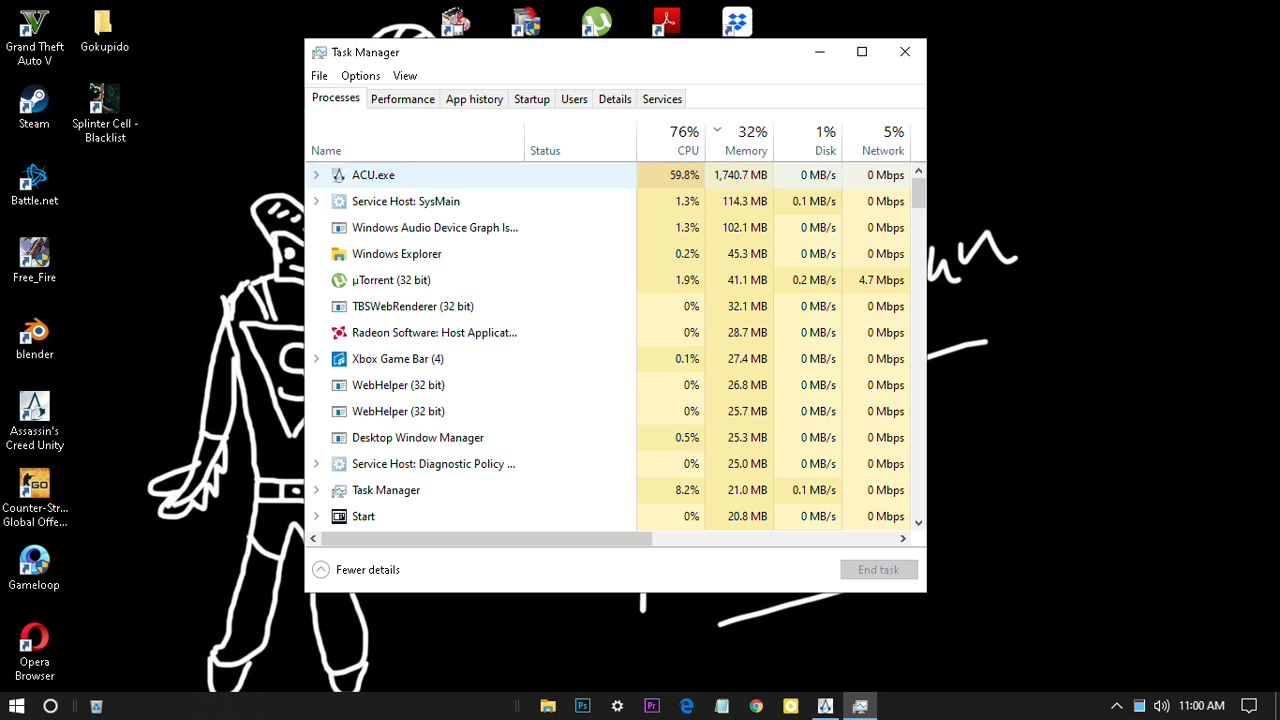 Grand Theft
Auto V
Gokupido
Steam
Splinter Cell -
Blacklist
Battle.net
Free_Fire
blender
Assassin's
Creed Unity
Counter-Str...
Global Offe...
GO
Gameloop
Opera
Browser
Task Manager
File Options View
Processes Performance App history Startup Users Details Services
76% 32% 1% 5%
Name Status CPU Memory Disk Network
ACU.exe 59.8% 1,740.7 MB 0 MB/s 0 Mbps
Service Host: SysMain 1.3% 114.3 MB 0.1 MB/s 0 Mbps
Windows Audio Device Graph Is... 1.3% 102.1 MB 0 MB/s 0 Mbps
Windows Explorer 0.2% 45.3 MB 0 MB/s 0 Mbps
µTorrent (32 bit) 1.9% 41.1 MB 0.2 MB/s 4.7 Mbps
TBSWebRenderer (32 bit) 0% 32.1 MB 0 MB/s 0 Mbps
Radeon Software: Host Applicat... 0% 28.7 MB 0 MB/s 0 Mbps
Xbox Game Bar (4) 0.1% 27.4 MB 0 MB/s 0 Mbps
WebHelper (32 bit) 0% 26.8 MB 0 MB/s 0 Mbps
WebHelper (32 bit) 0% 25.7 MB 0 MB/s 0 Mbps
Desktop Window Manager 0.5% 25.3 MB 0 MB/s 0 Mbps
Service Host: Diagnostic Policy ... 0% 25.0 MB 0 MB/s 0 Mbps
Task Manager 8.2% 21.0 MB 0.1 MB/s 0 Mbps
Start 0% 20.8 MB 0 MB/s 0 Mbps
Fewer details End task
Ps Pr 11:00 AM